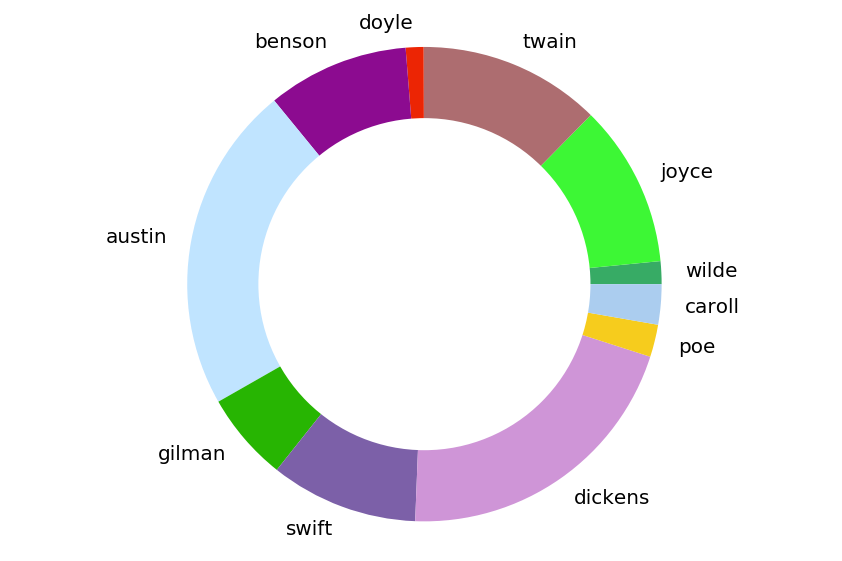 doyle
benson
twain
joyce
austin
wilde
caroll
poe
gilman
dickens
swift